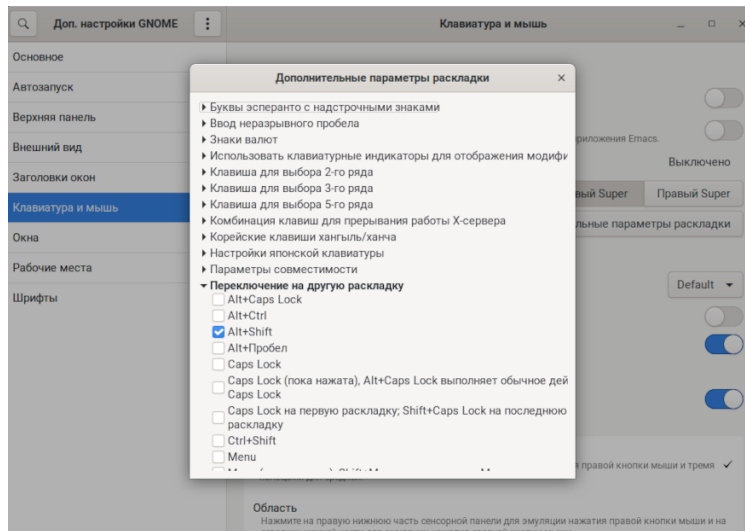 Доп. настройки GNOME
Клавиатура и мышь
Основное
Автозапуск
Верхняя панель
Внешний вид
Заголовки окон
Клавиатура и мышь
Окна
Рабочие места
Шрифты
Дополнительные параметры раскладки
Буквы эсперанто с надстрочными знаками
Ввод неразрывного пробела
Знаки валют
Использовать клавиатурные индикаторы для отображения модифи
Клавиша для выбора 2-го ряда
Клавиша для выбора 3-го ряда
Клавиша для выбора 5-го ряда
Комбинация клавиш для прерывания работы X-сервера
Корейские клавиши хангыль/ханча
Настройки японской клавиатуры
Параметры совместимости
Переключение на другую раскладку
Alt+Caps Lock
Alt+Ctrl
Alt+Shift
Alt+Пробел
Caps Lock
Caps Lock (пока нажата), Alt+Caps Lock выполняет обычное дей
Caps Lock
Caps Lock на первую раскладку; Shift+Caps Lock на последнюю
раскладку
Ctrl+Shift
Menu
приложения Emacs.
Выключено
вый Super
Правый Super
льные параметры раскладки
Default
я правой кнопки мыши и тремя
Область
Нажмите на правую нижнюю часть сенсорной панели для эмуляции нажатия правой кнопки мыши и на